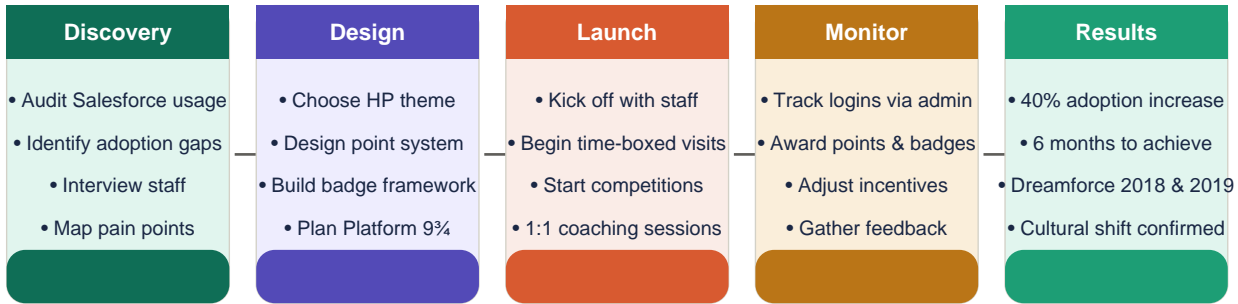 Discovery
• Audit Salesforce usage
• Identify adoption gaps
• Interview staff
• Map pain points
Design
• Choose HP theme
• Design point system
• Build badge framework
• Plan Platform 9¾
Launch
• Kick off with staff
• Begin time-boxed visits
• Start competitions
• 1:1 coaching sessions
Monitor
• Track logins via admin
• Award points & badges
• Adjust incentives
• Gather feedback
Results
• 40% adoption increase
• 6 months to achieve
• Dreamforce 2018 & 2019
• Cultural shift confirmed